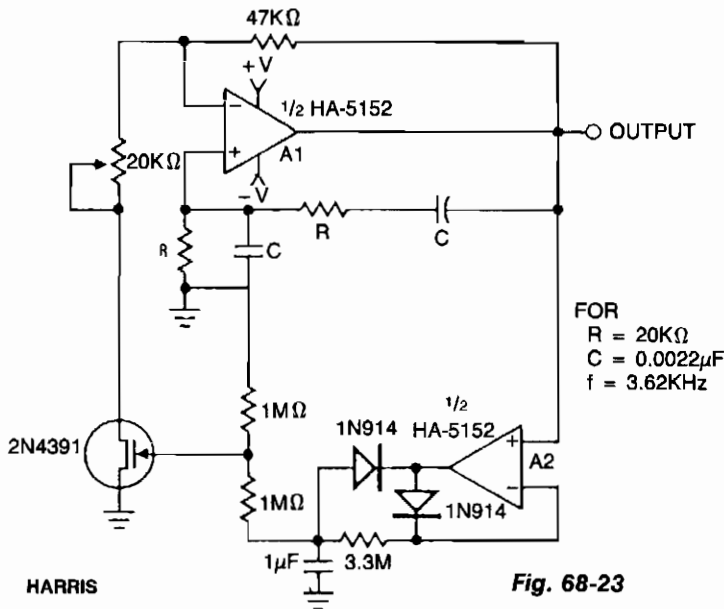 47KΩ
+ V
½ HA-5152
−
+
A1
− V
OUTPUT
20KΩ
R
C
R
C
FOR
R = 20KΩ
C = 0.0022µF
f = 3.62KHz
1MΩ
½
HA-5152
1N914
+
A2
−
2N4391
1MΩ
1N914
1µF
3.3M
HARRIS
Fig. 68-23